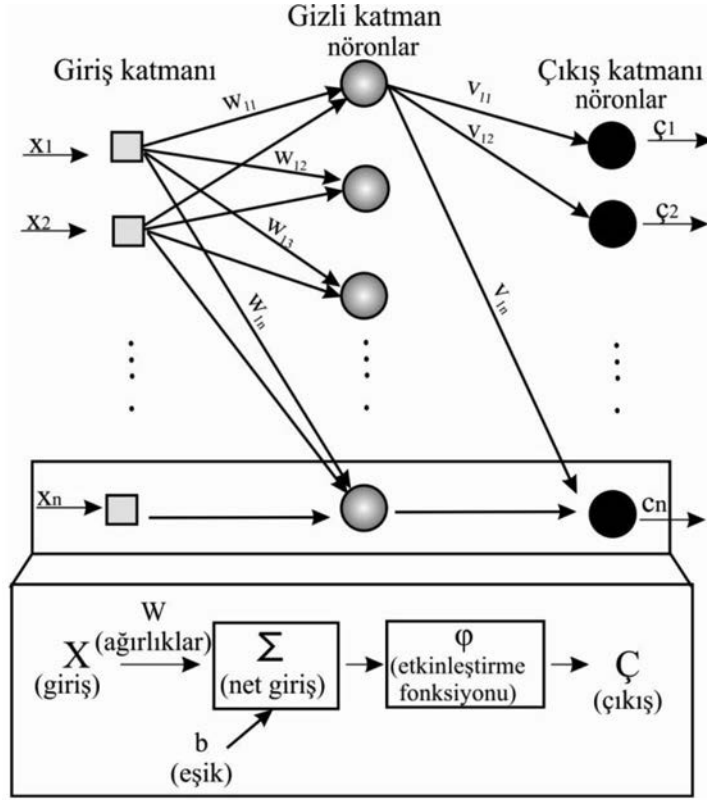 Gizli katman
nöronlar
Giriş katmanı
Çıkış katmanı
nöronlar
x1
w11
w12
v11
v12
ç1
x2
w13
w1n
v1n
ç2
xn
cn
W
(ağırlıklar)
X
(giriş)
Σ
(net giriş)
φ
(etkinleştirme
fonksiyonu)
Ç
(çıkış)
b
(eşik)